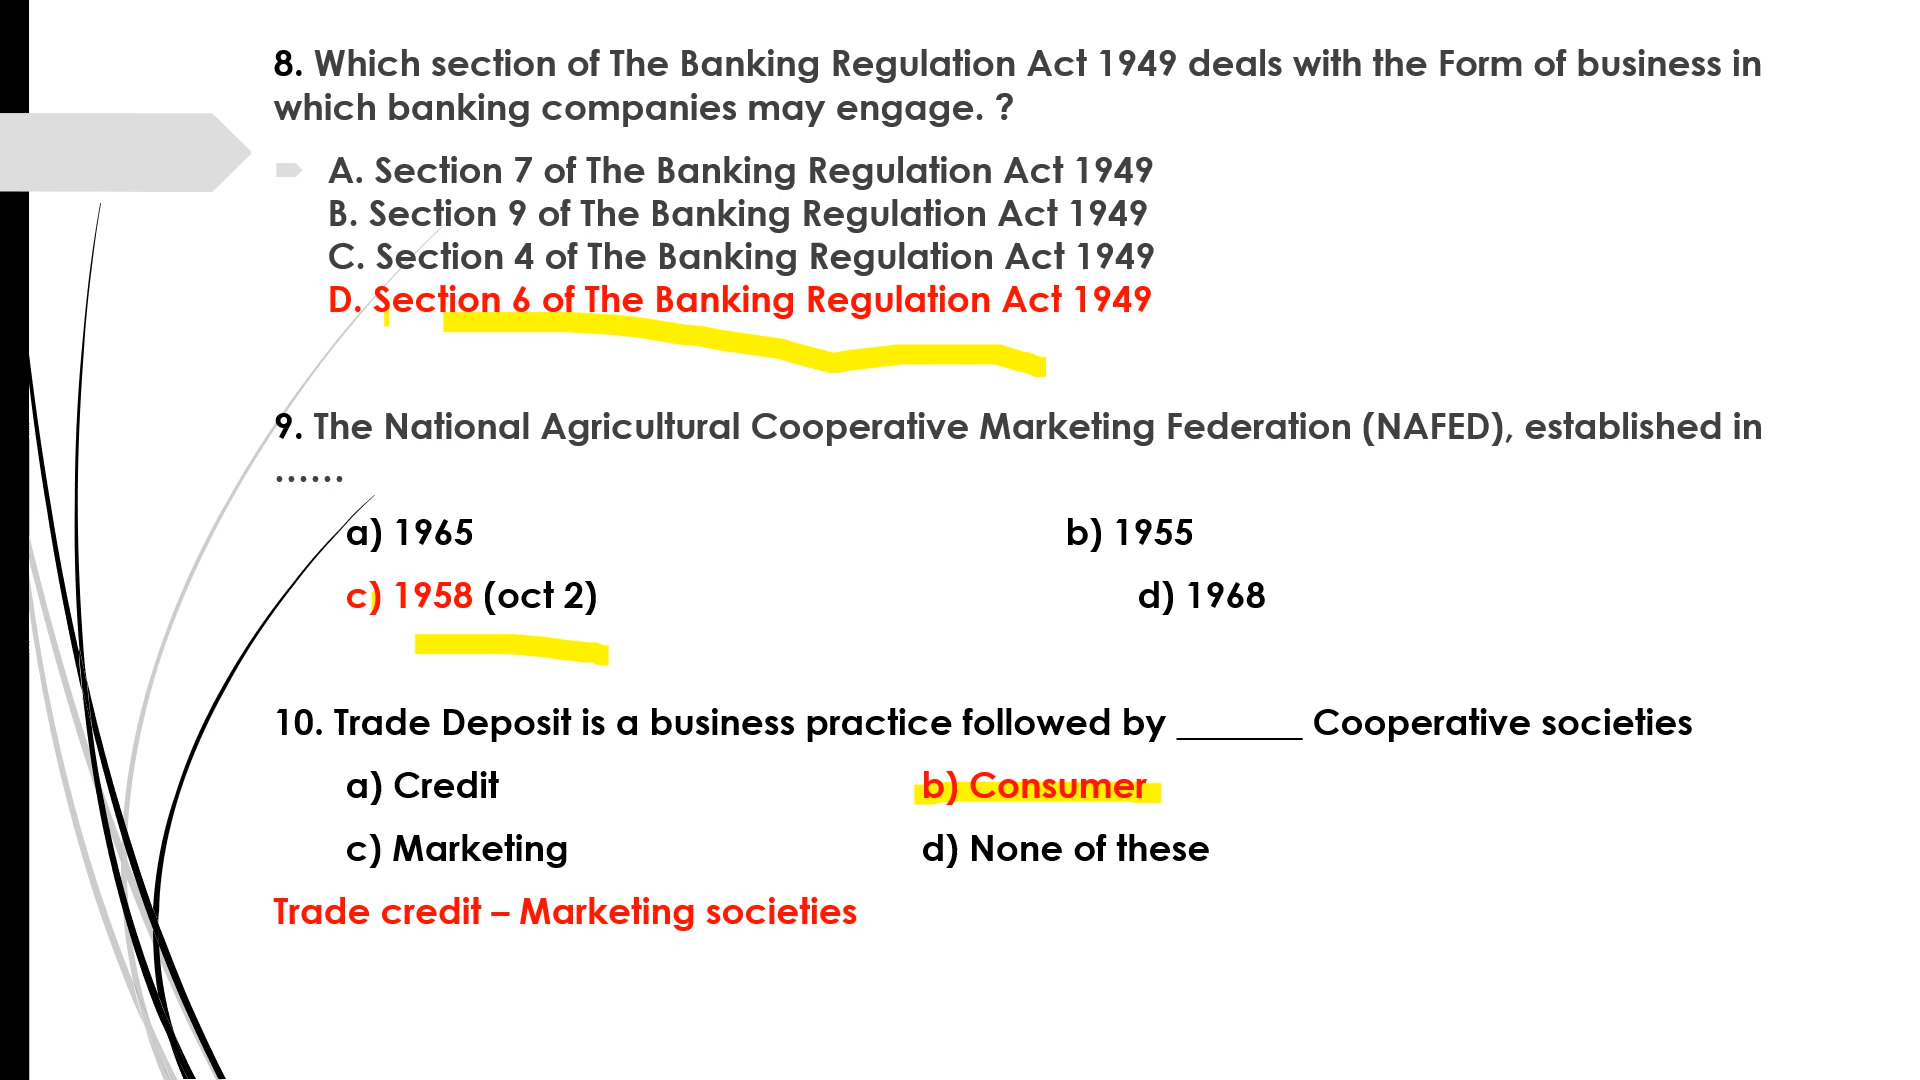 8. Which section of The Banking Regulation Act 1949 deals with the Form of business in
which banking companies may engage. ?
A. Section 7 of The Banking Regulation Act 1949
B. Section 9 of The Banking Regulation Act 1949
C. Section 4 of The Banking Regulation Act 1949
D. Section 6 of The Banking Regulation Act 1949
9. The National Agricultural Cooperative Marketing Federation (NAFED), established in
......
a) 1965 b) 1955
c) 1958 (oct 2) d) 1968
10. Trade Deposit is a business practice followed by _______ Cooperative societies
a) Credit b) Consumer
c) Marketing d) None of these
Trade credit – Marketing societies